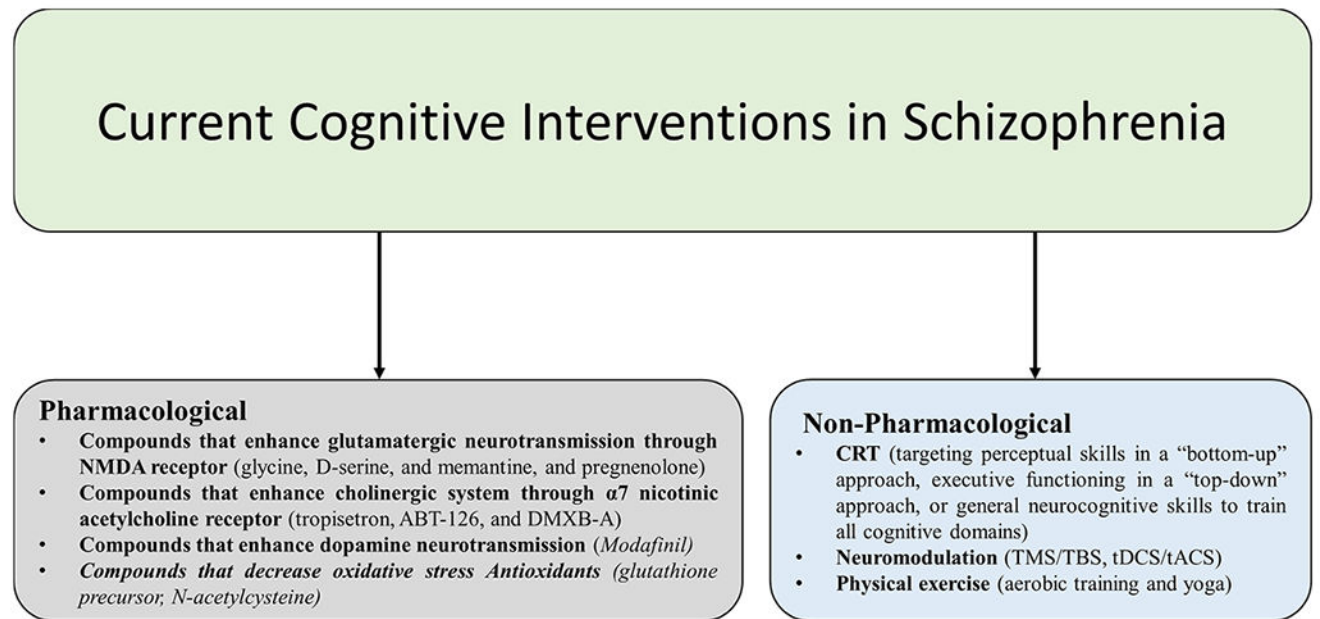 Current Cognitive Interventions in Schizophrenia
Pharmacological
• Compounds that enhance glutamatergic neurotransmission through
NMDA receptor (glycine, D-serine, and memantine, and pregnenolone)
• Compounds that enhance cholinergic system through α7 nicotinic
acetylcholine receptor (tropisetron, ABT-126, and DMXB-A)
• Compounds that enhance dopamine neurotransmission (Modafinil)
• Compounds that decrease oxidative stress Antioxidants (glutathione
precursor, N-acetylcysteine)
Non-Pharmacological
• CRT (targeting perceptual skills in a “bottom-up”
approach, executive functioning in a “top-down”
approach, or general neurocognitive skills to train
all cognitive domains)
• Neuromodulation (TMS/TBS, tDCS/tACS)
• Physical exercise (aerobic training and yoga)